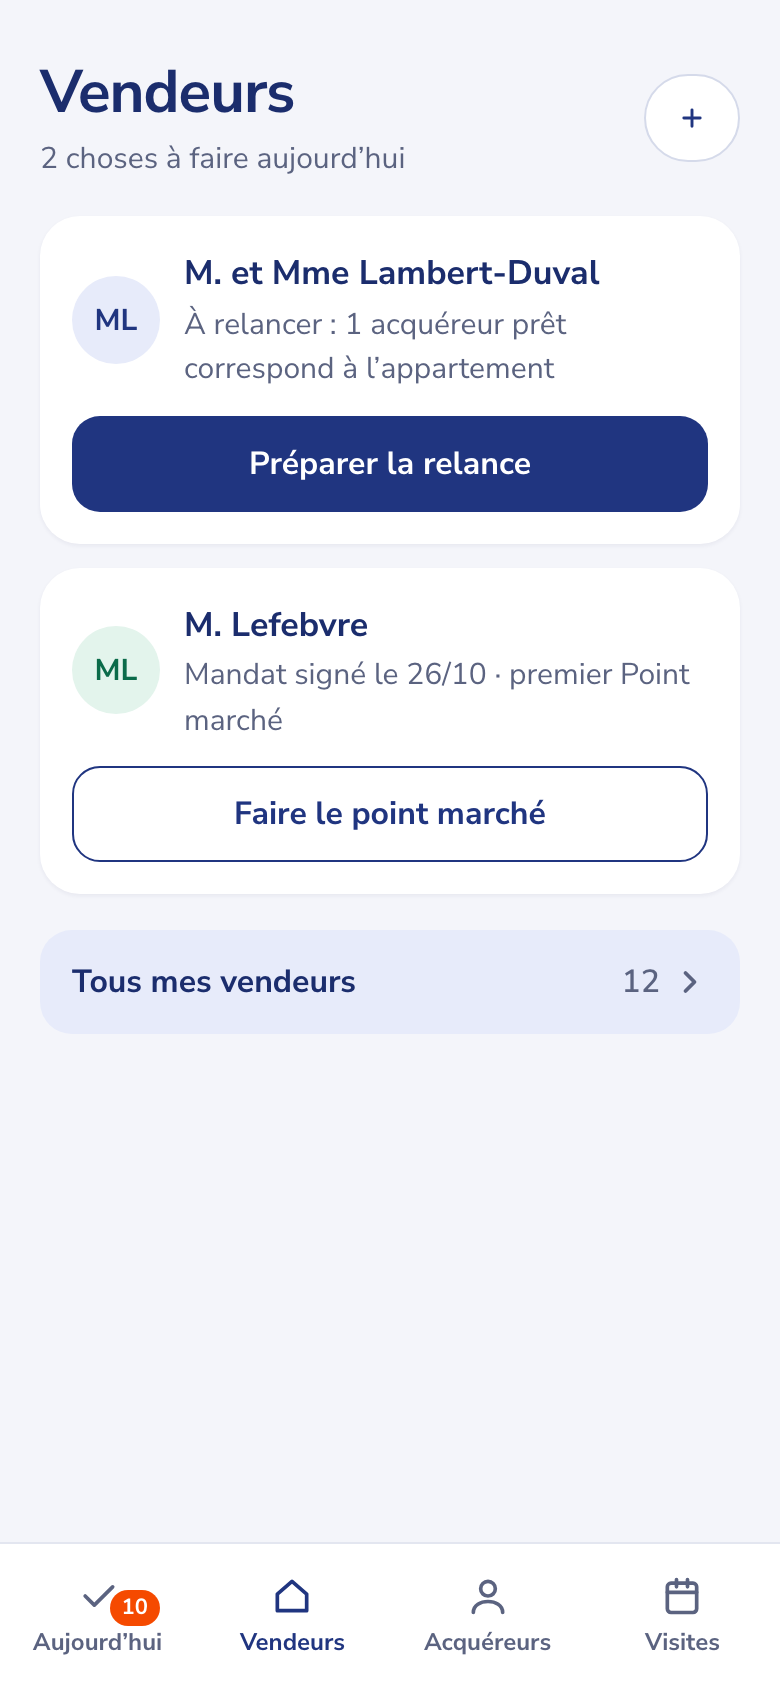 Vendeurs
2 choses à faire aujourd’hui
+
ML
M. et Mme Lambert-Duval
À relancer : 1 acquéreur prêt
correspond à l’appartement
Préparer la relance
ML
M. Lefebvre
Mandat signé le 26/10 · premier Point
marché
Faire le point marché
Tous mes vendeurs 12
10
Aujourd’hui Vendeurs Acquéreurs Visites